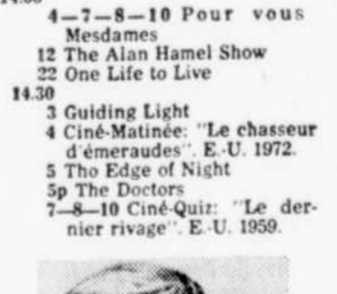 4—7—8—10 Pour vous
Mesdames
12 The Alan Hamel Show
22 One Life to Live
14.30
3 Guiding Light
4 Ciné-Matinée: "Le chasseur
d'émeraudes". E.-U. 1972.
5 Tho Edge of Night
5p The Doctors
7—8—10 Ciné-Quiz: "Le der-
nier rivage". E.-U. 1959.